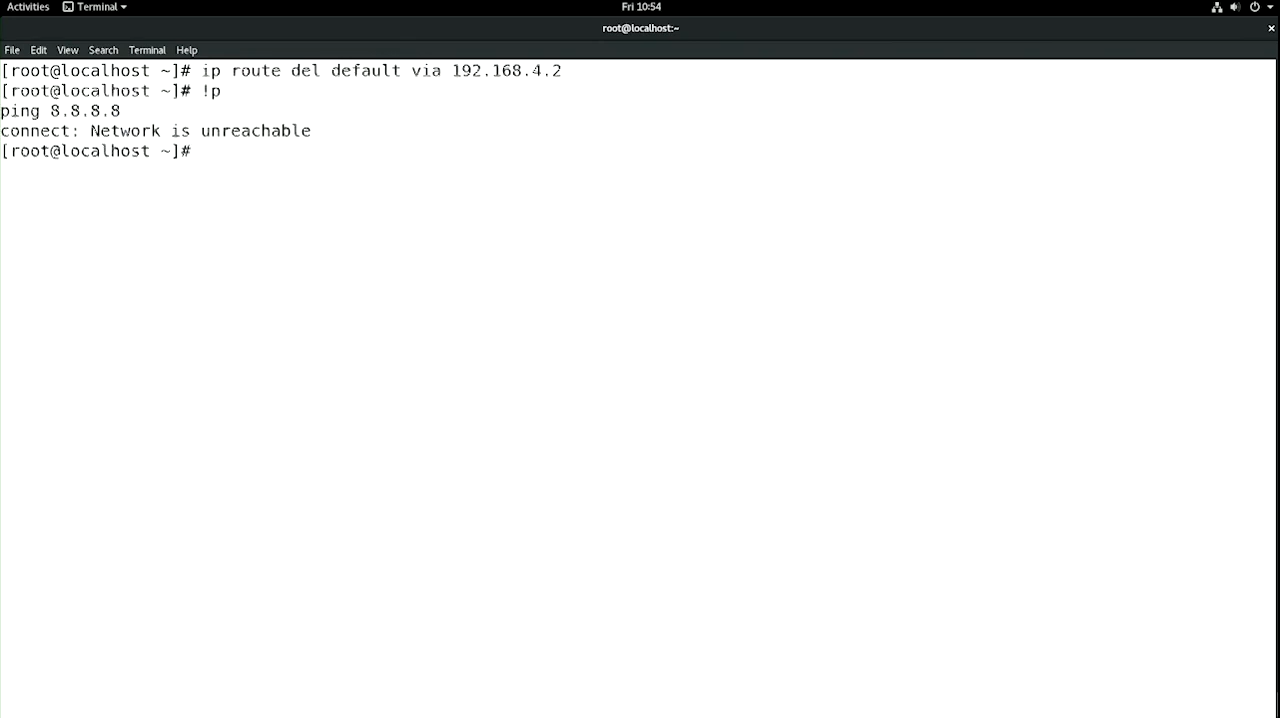 Activities Terminal Fri 10:54
root@localhost:~
File Edit View Search Terminal Help
[root@localhost ~]# ip route del default via 192.168.4.2
[root@localhost ~]# !p
ping 8.8.8.8
connect: Network is unreachable
[root@localhost ~]#